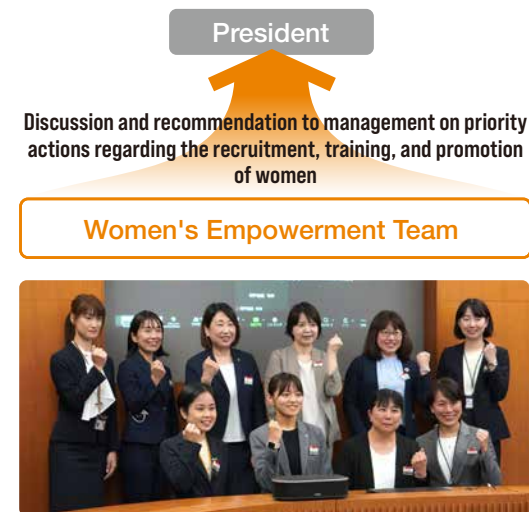 President
Discussion and recommendation to management on priority
actions regarding the recruitment, training, and promotion
of women
Women's Empowerment Team